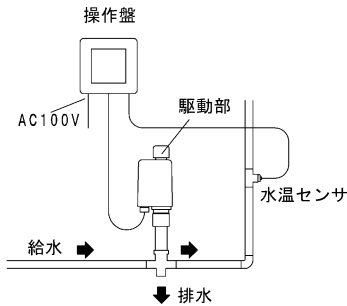 操作盤
AC100V
駆動部
水温センサ
給水
排水